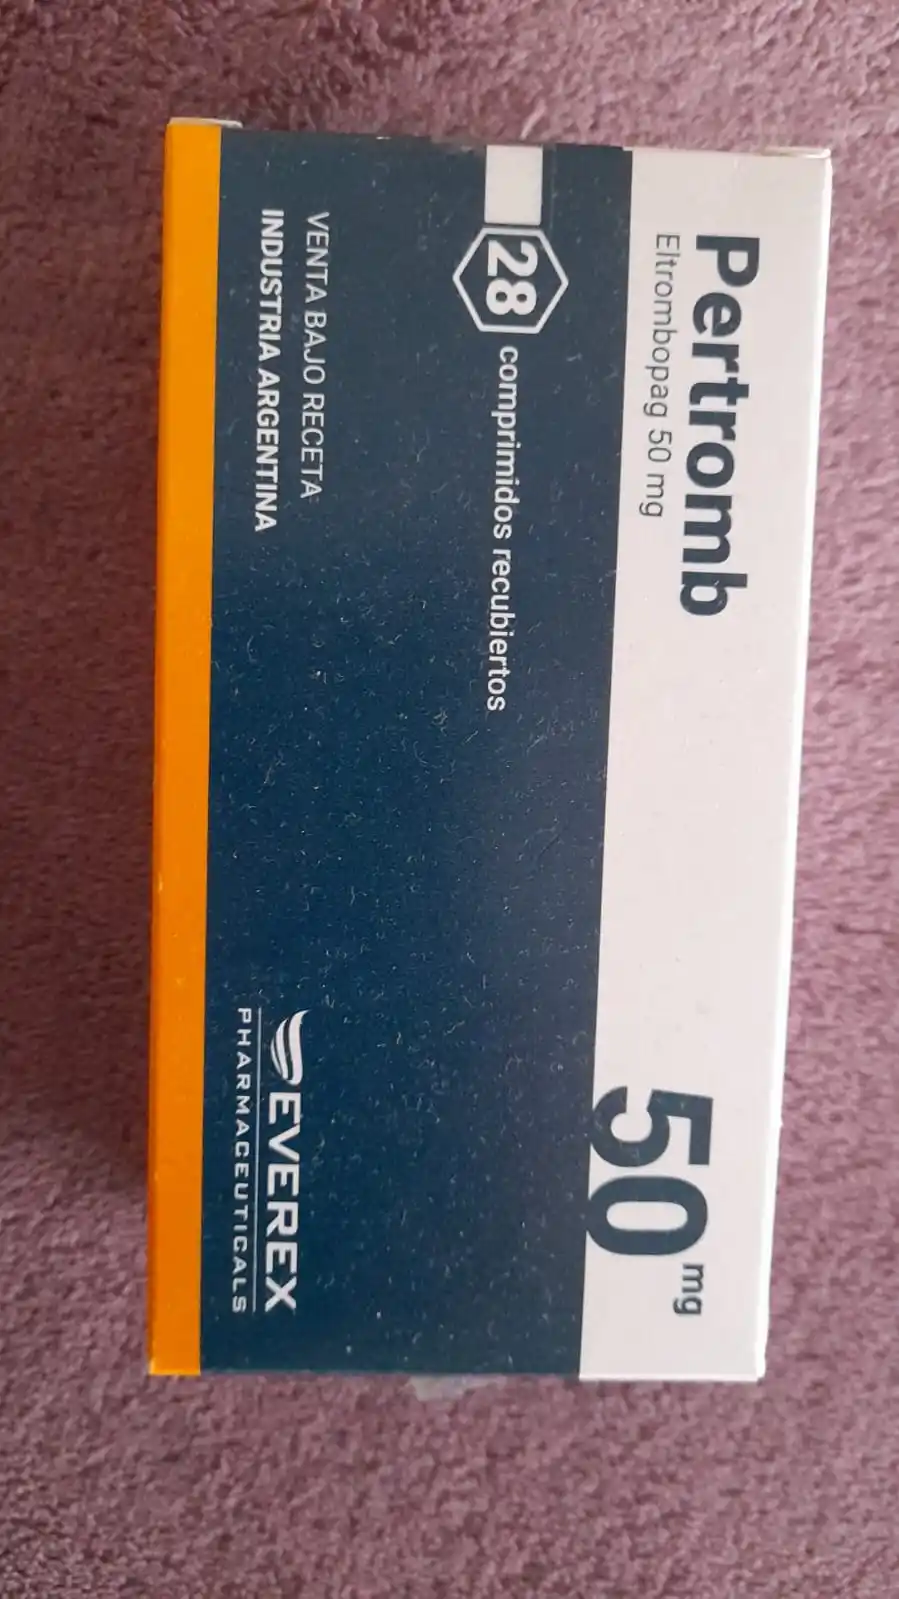 Pertromb
Eltrombopag 50 mg
50 mg
28 comprimidos recubiertos
VENTA BAJO RECETA
INDUSTRIA ARGENTINA
EVEREX
PHARMACEUTICALS